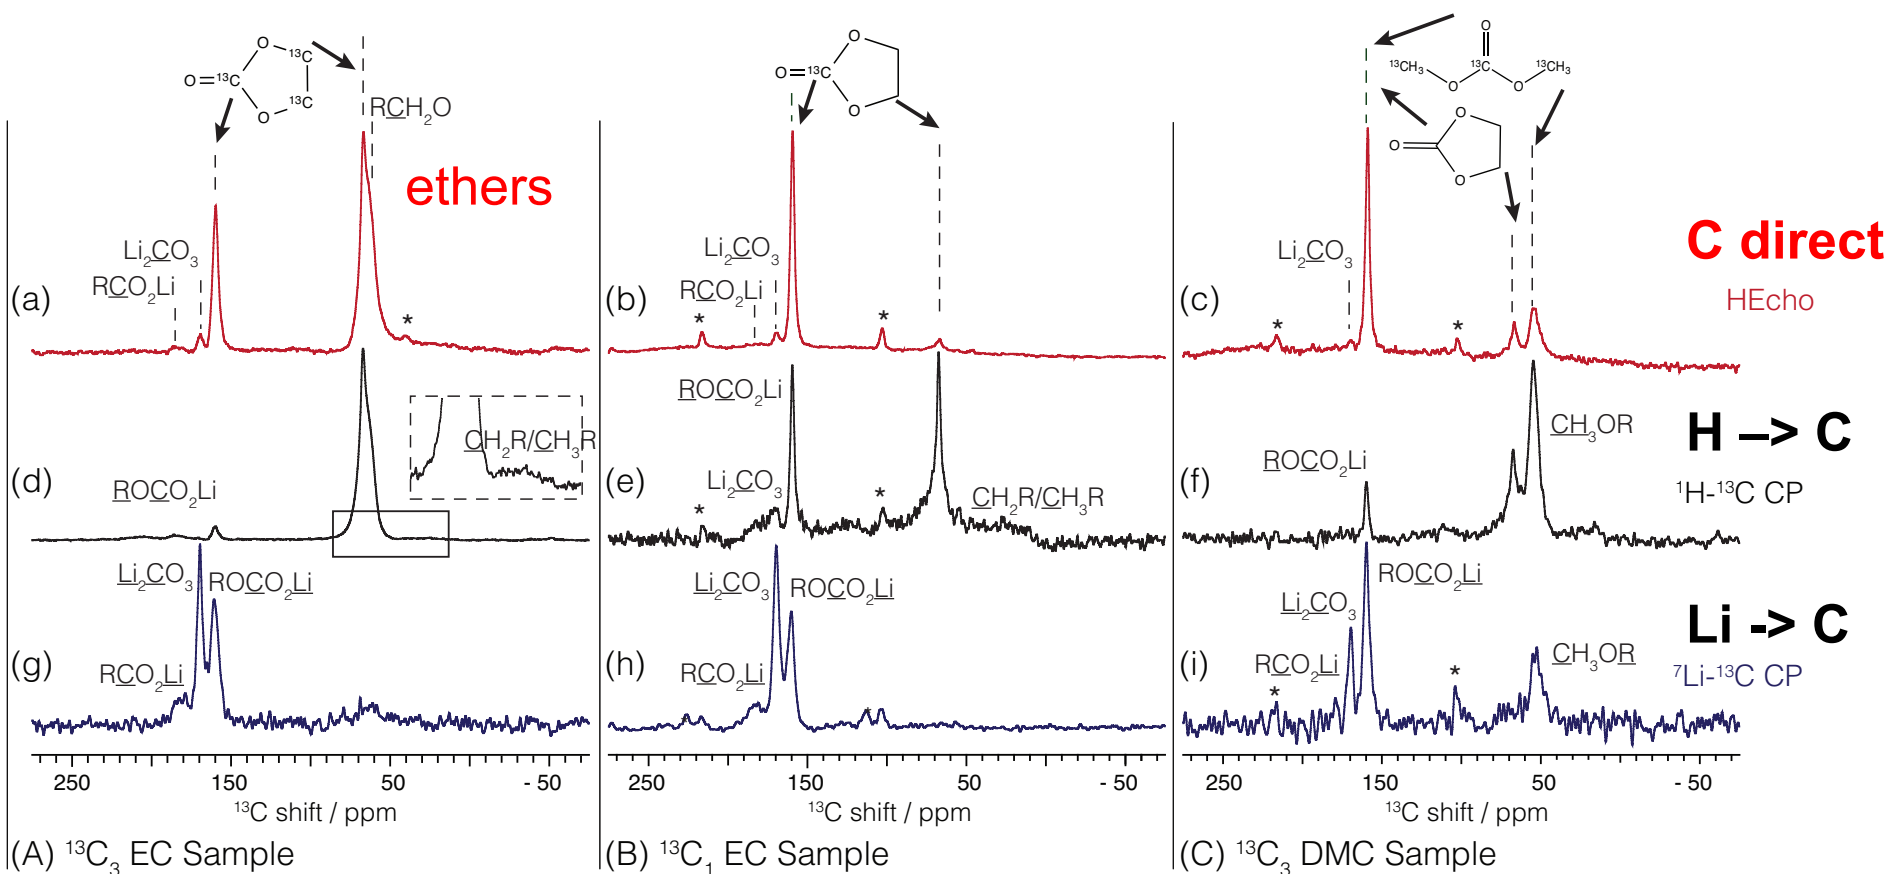 O
¹³C
O=¹³C
¹³C
O
RCH₂O
ethers
Li₂CO₃
RCO₂Li
(a)
*
O
O=¹³C
O
Li₂CO₃
RCO₂Li
(b)
*
*
O
¹³CH₃
¹³C
¹³CH₃
O
O
O
O
O
Li₂CO₃
(c)
*
*
C direct
HEcho
ROCO₂Li
CH₂R/CH₃R
(d)
ROCO₂Li
Li₂CO₃
(e)
*
*
CH₂R/CH₃R
CH₃OR
ROCO₂Li
(f)
H –> C
¹H-¹³C CP
Li₂CO₃
ROCO₂Li
(g)
RCO₂Li
Li₂CO₃
ROCO₂Li
(h)
RCO₂Li
*
*
ROCO₂Li
Li₂CO₃
(i)
RCO₂Li
*
*
CH₃OR
Li -> C
⁷Li-¹³C CP
250 150 50 - 50
¹³C shift / ppm
250 150 50 - 50
¹³C shift / ppm
250 150 50 - 50
¹³C shift / ppm
(A) ¹³C₃ EC Sample
(B) ¹³C₁ EC Sample
(C) ¹³C₃ DMC Sample